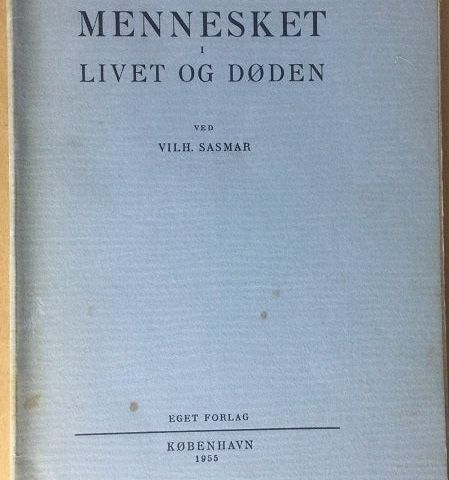 MENNESKET
I
LIVET OG DØDEN
VED
VILH. SASMAR
EGET FORLAG
KØBENHAVN
1955